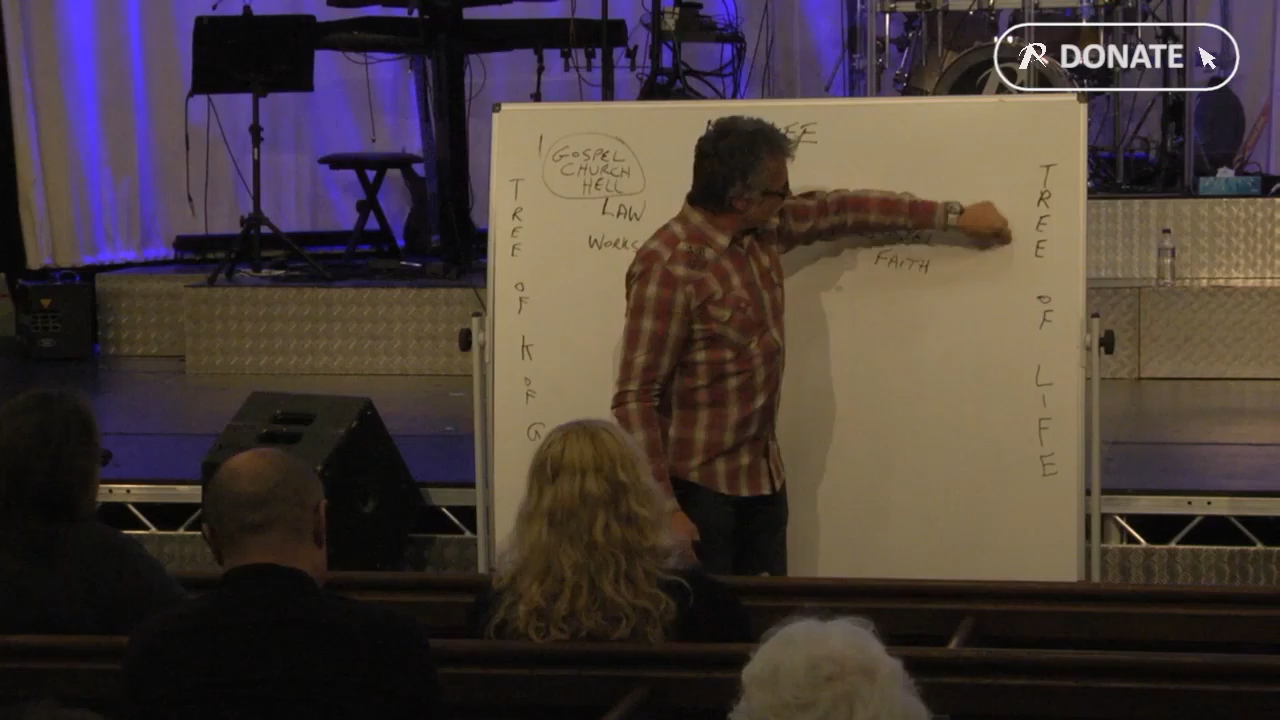 DONATE
GOSPEL
CHURCH
HELL
LAW
WORKS
FAITH
TREE OF K OF G
TREE OF LIFE